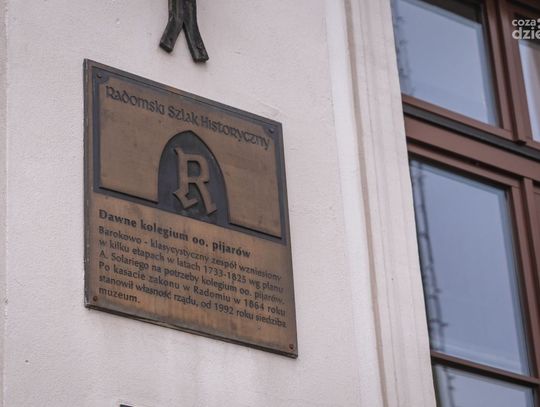 coza
dzie
Radomski Szlak Historyczny
R
Dawne kolegium oo. pijarów
Barokowo - klasycystyczny zespół wzniesiony
w kilku etapach w latach 1733-1825 wg planu
A. Solariego na potrzeby kolegium oo. pijarów.
Po kasacie zakonu w Radomiu w 1864 roku
stanowił własność rządu, od 1992 roku siedziba
muzeum.